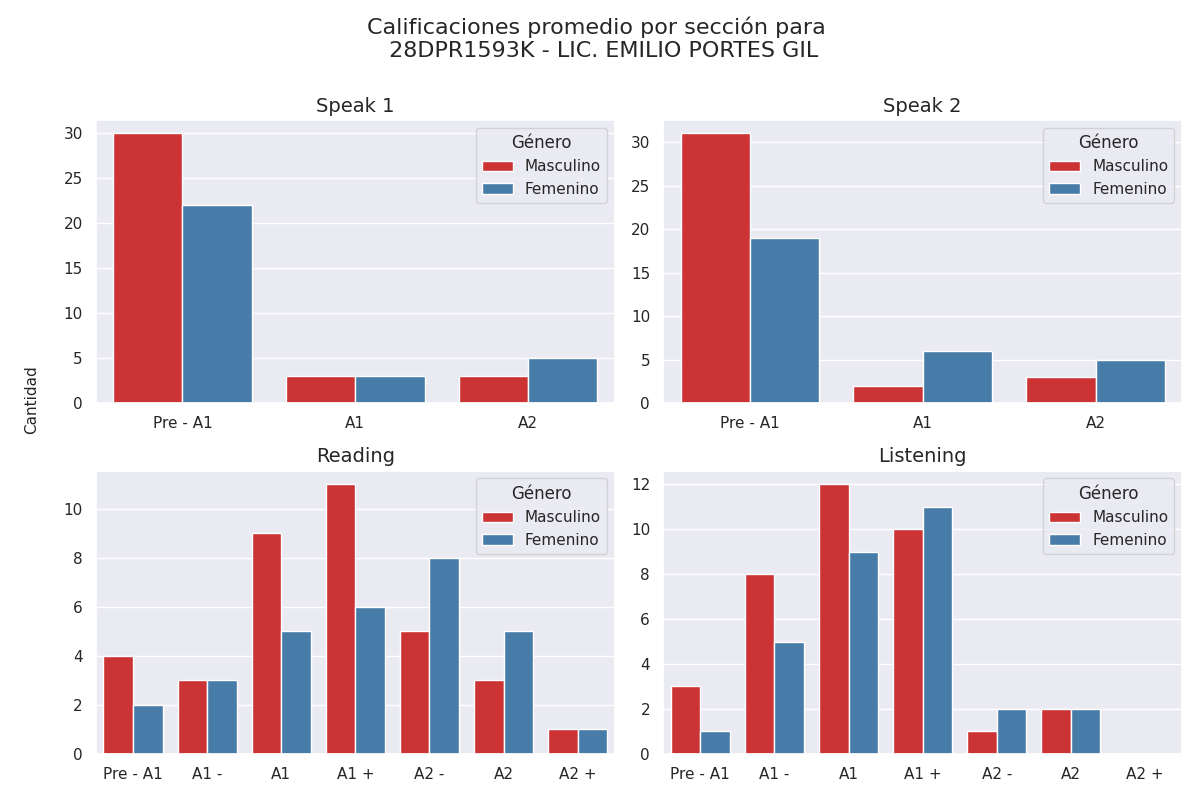 Calificaciones promedio por sección para
28DPR1593K - LIC. EMILIO PORTES GIL
Cantidad
Speak 1
30
25
20
15
10
5
0
Pre - A1 A1 A2
Género
Masculino
Femenino
Speak 2
30
25
20
15
10
5
0
Pre - A1 A1 A2
Género
Masculino
Femenino
Reading
10
8
6
4
2
0
Pre - A1 A1 - A1 A1 + A2 - A2 A2 +
Género
Masculino
Femenino
Listening
12
10
8
6
4
2
0
Pre - A1 A1 - A1 A1 + A2 - A2 A2 +
Género
Masculino
Femenino